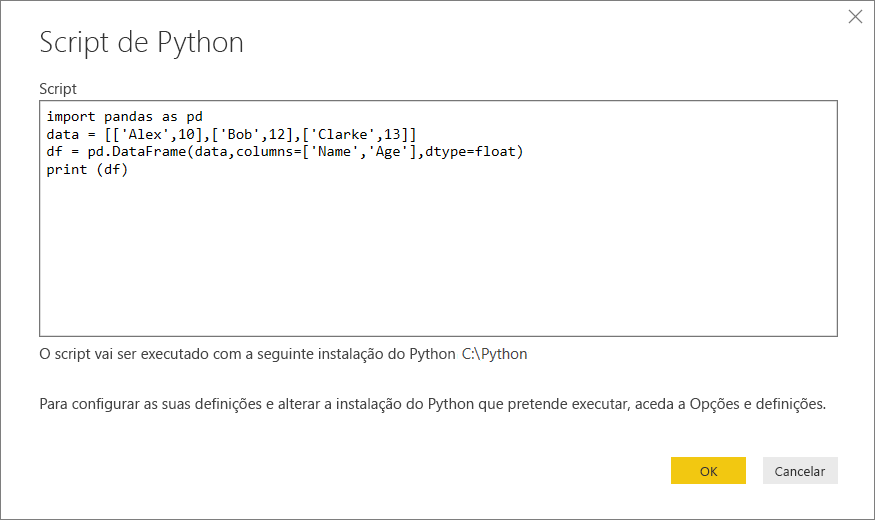 Script de Python
Script
import pandas as pd
data = [['Alex',10],['Bob',12],['Clarke',13]]
df = pd.DataFrame(data,columns=['Name','Age'],dtype=float)
print (df)
O script vai ser executado com a seguinte instalação do Python C:\Python
Para configurar as suas definições e alterar a instalação do Python que pretende executar, aceda a Opções e definições.
OK
Cancelar